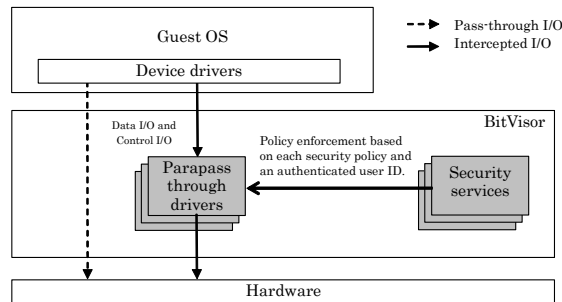 Guest OS
Device drivers
Pass-through I/O
Intercepted I/O
BitVisor
Data I/O and
Control I/O
Policy enforcement based
on each security policy and
an authenticated user ID.
Parapass
through
drivers
Security
services
Hardware